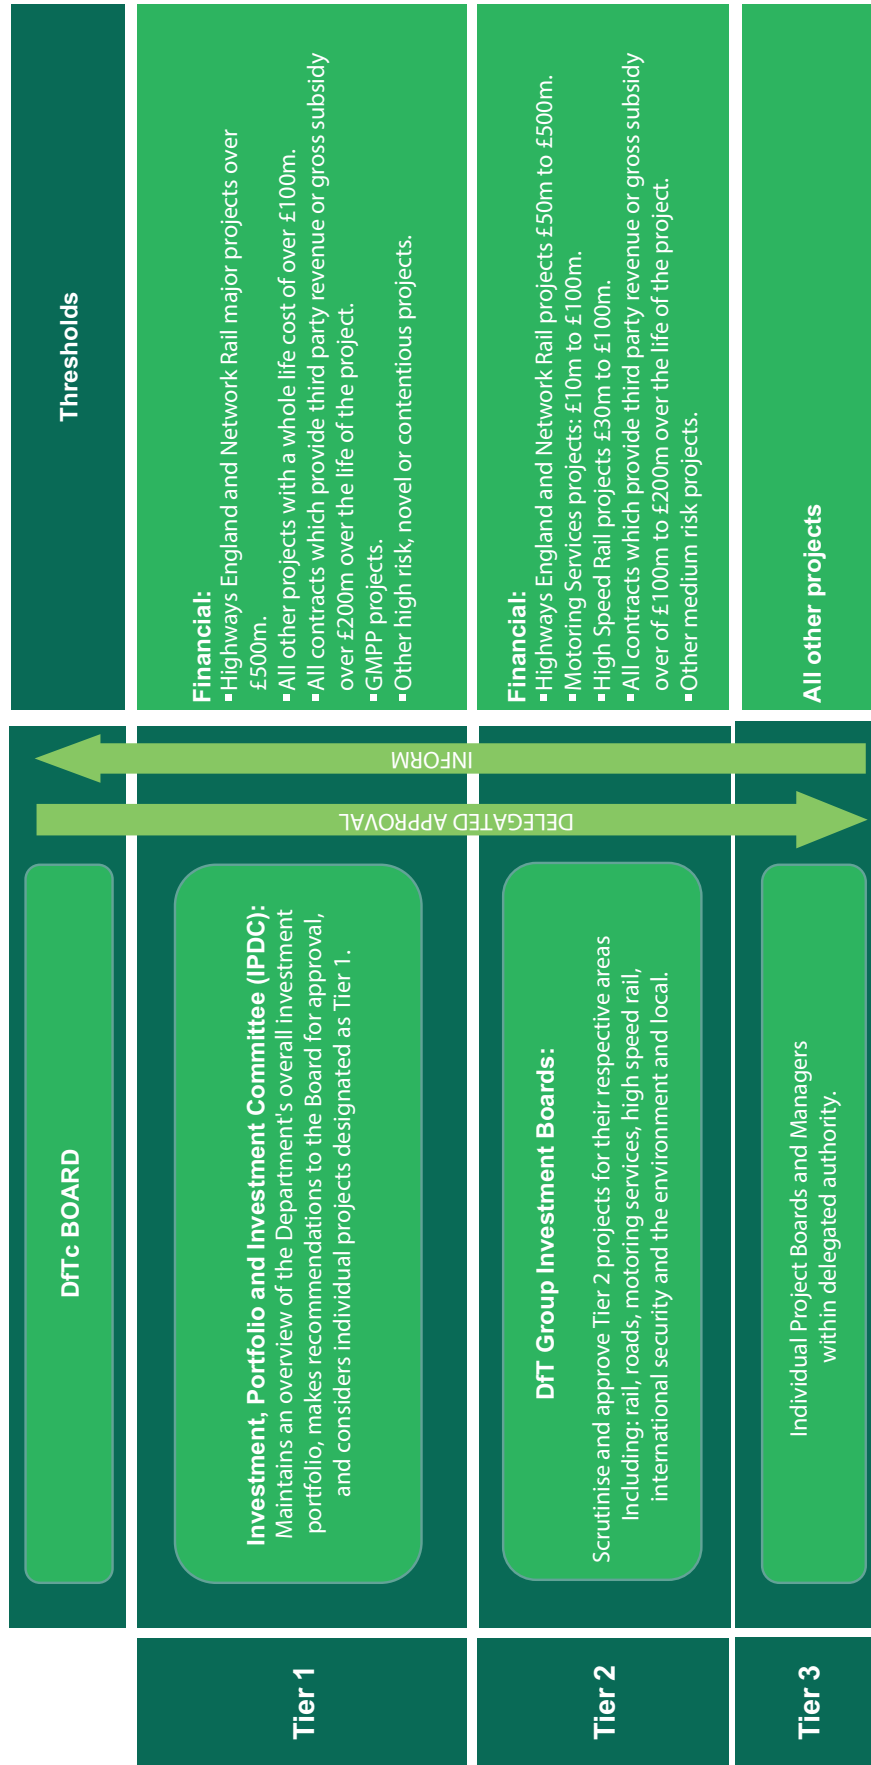 DfTc BOARD
Thresholds
Tier 1
Investment, Portfolio and Investment Committee (IPDC):
Maintains an overview of the Department's overall investment
portfolio, makes recommendations to the Board for approval,
and considers individual projects designated as Tier 1.
DELEGATED APPROVAL
INFORM
Financial:
▪Highways England and Network Rail major projects over
£500m.
▪All other projects with a whole life cost of over £100m.
▪All contracts which provide third party revenue or gross subsidy
over £200m over the life of the project.
▪GMPP projects.
▪Other high risk, novel or contentious projects.
Tier 2
DfT Group Investment Boards:
Scrutinise and approve Tier 2 projects for their respective areas
Including: rail, roads, motoring services, high speed rail,
international security and the environment and local.
Financial:
▪Highways England and Network Rail projects £50m to £500m.
▪Motoring Services projects: £10m to £100m.
▪High Speed Rail projects £30m to £100m.
▪All contracts which provide third party revenue or gross subsidy
over of £100m to £200m over the life of the project.
▪Other medium risk projects.
Tier 3
Individual Project Boards and Managers
within delegated authority.
All other projects